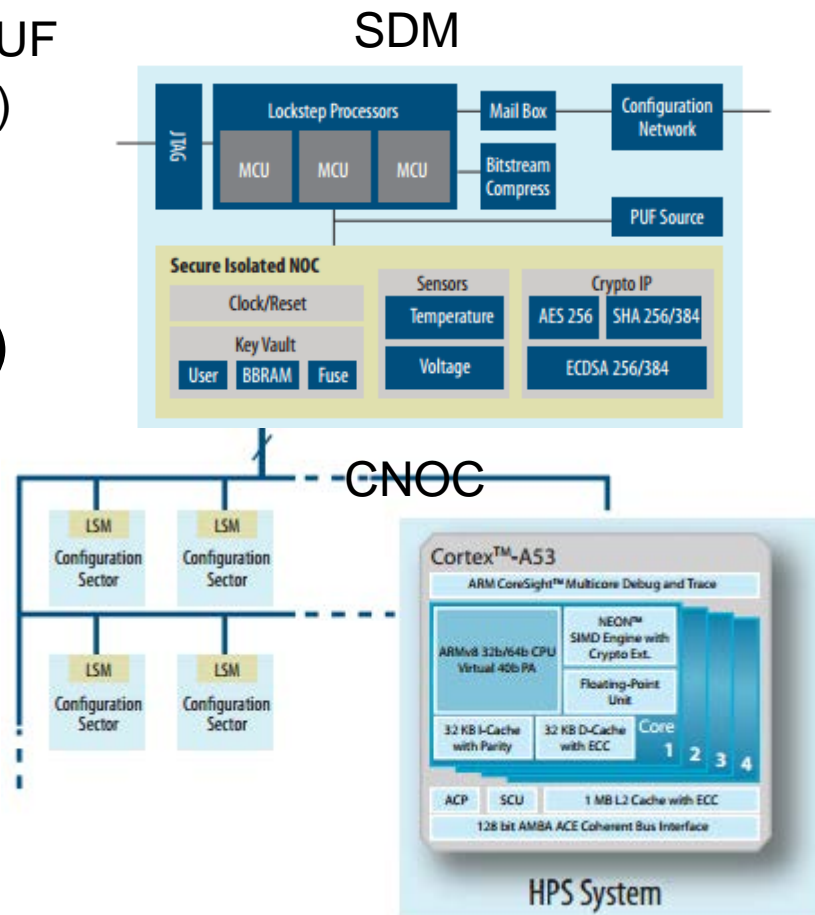 UF
)
)
SDM
JTAG
Lockstep Processors
MCU
MCU
MCU
Mail Box
Bitstream
Compress
Configuration
Network
PUF Source
Secure Isolated NOC
Clock/Reset
Key Vault
User
BBRAM
Fuse
Sensors
Temperature
Voltage
Crypto IP
AES 256
SHA 256/384
ECDSA 256/384
CNOC
LSM
Configuration
Sector
LSM
Configuration
Sector
LSM
Configuration
Sector
LSM
Configuration
Sector
Cortex™-A53
ARM CoreSight™ Multicore Debug and Trace
ARMv8 32b/64b CPU
Virtual 40b PA
NEON™
SIMD Engine with
Crypto Ext.
Floating-Point
Unit
32 KB I-Cache
with Parity
32 KB D-Cache
with ECC
Core
1
2
3
4
ACP
SCU
1 MB L2 Cache with ECC
128 bit AMBA ACE Coherent Bus Interface
HPS System